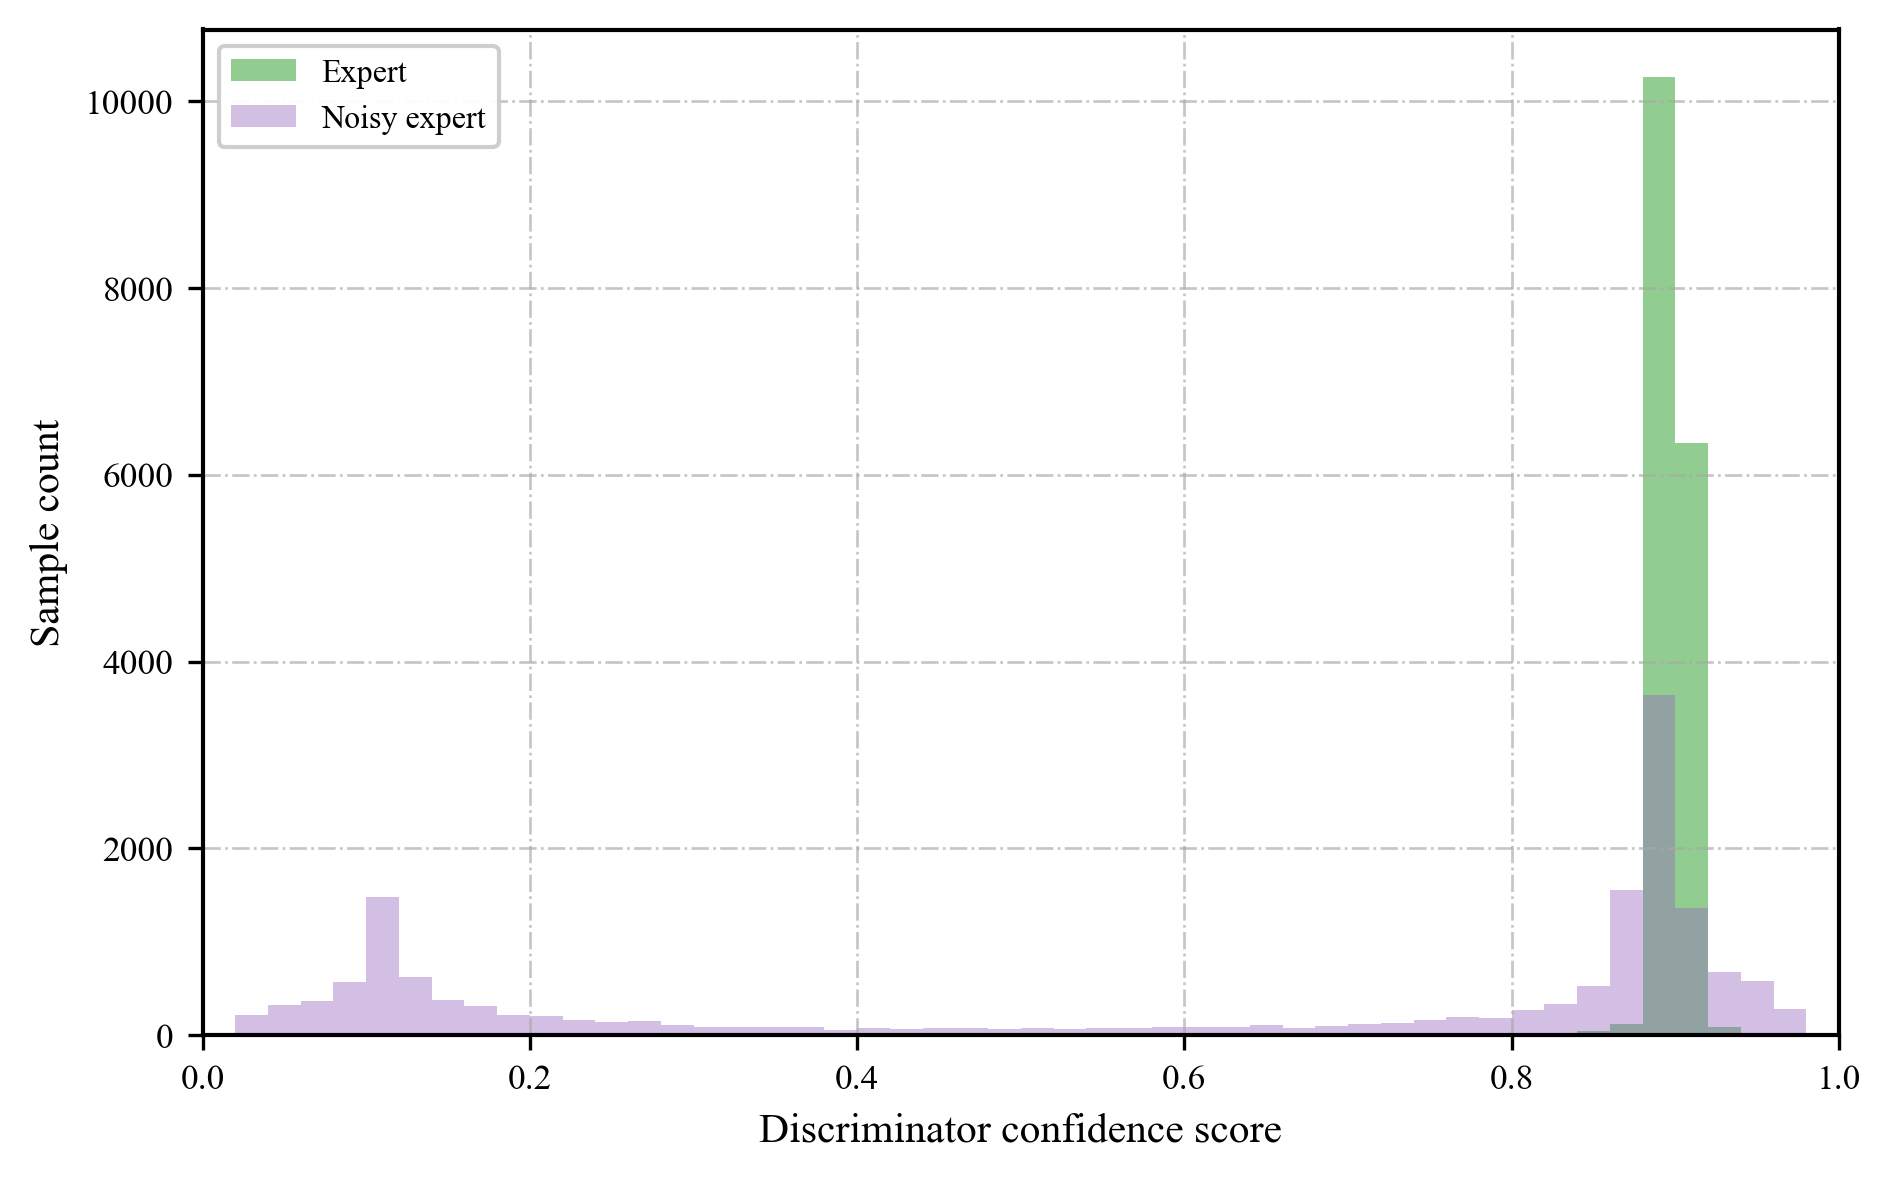 Expert
Noisy expert
10000
8000
6000
4000
2000
0
Sample count
0.0 0.2 0.4 0.6 0.8 1.0
Discriminator confidence score